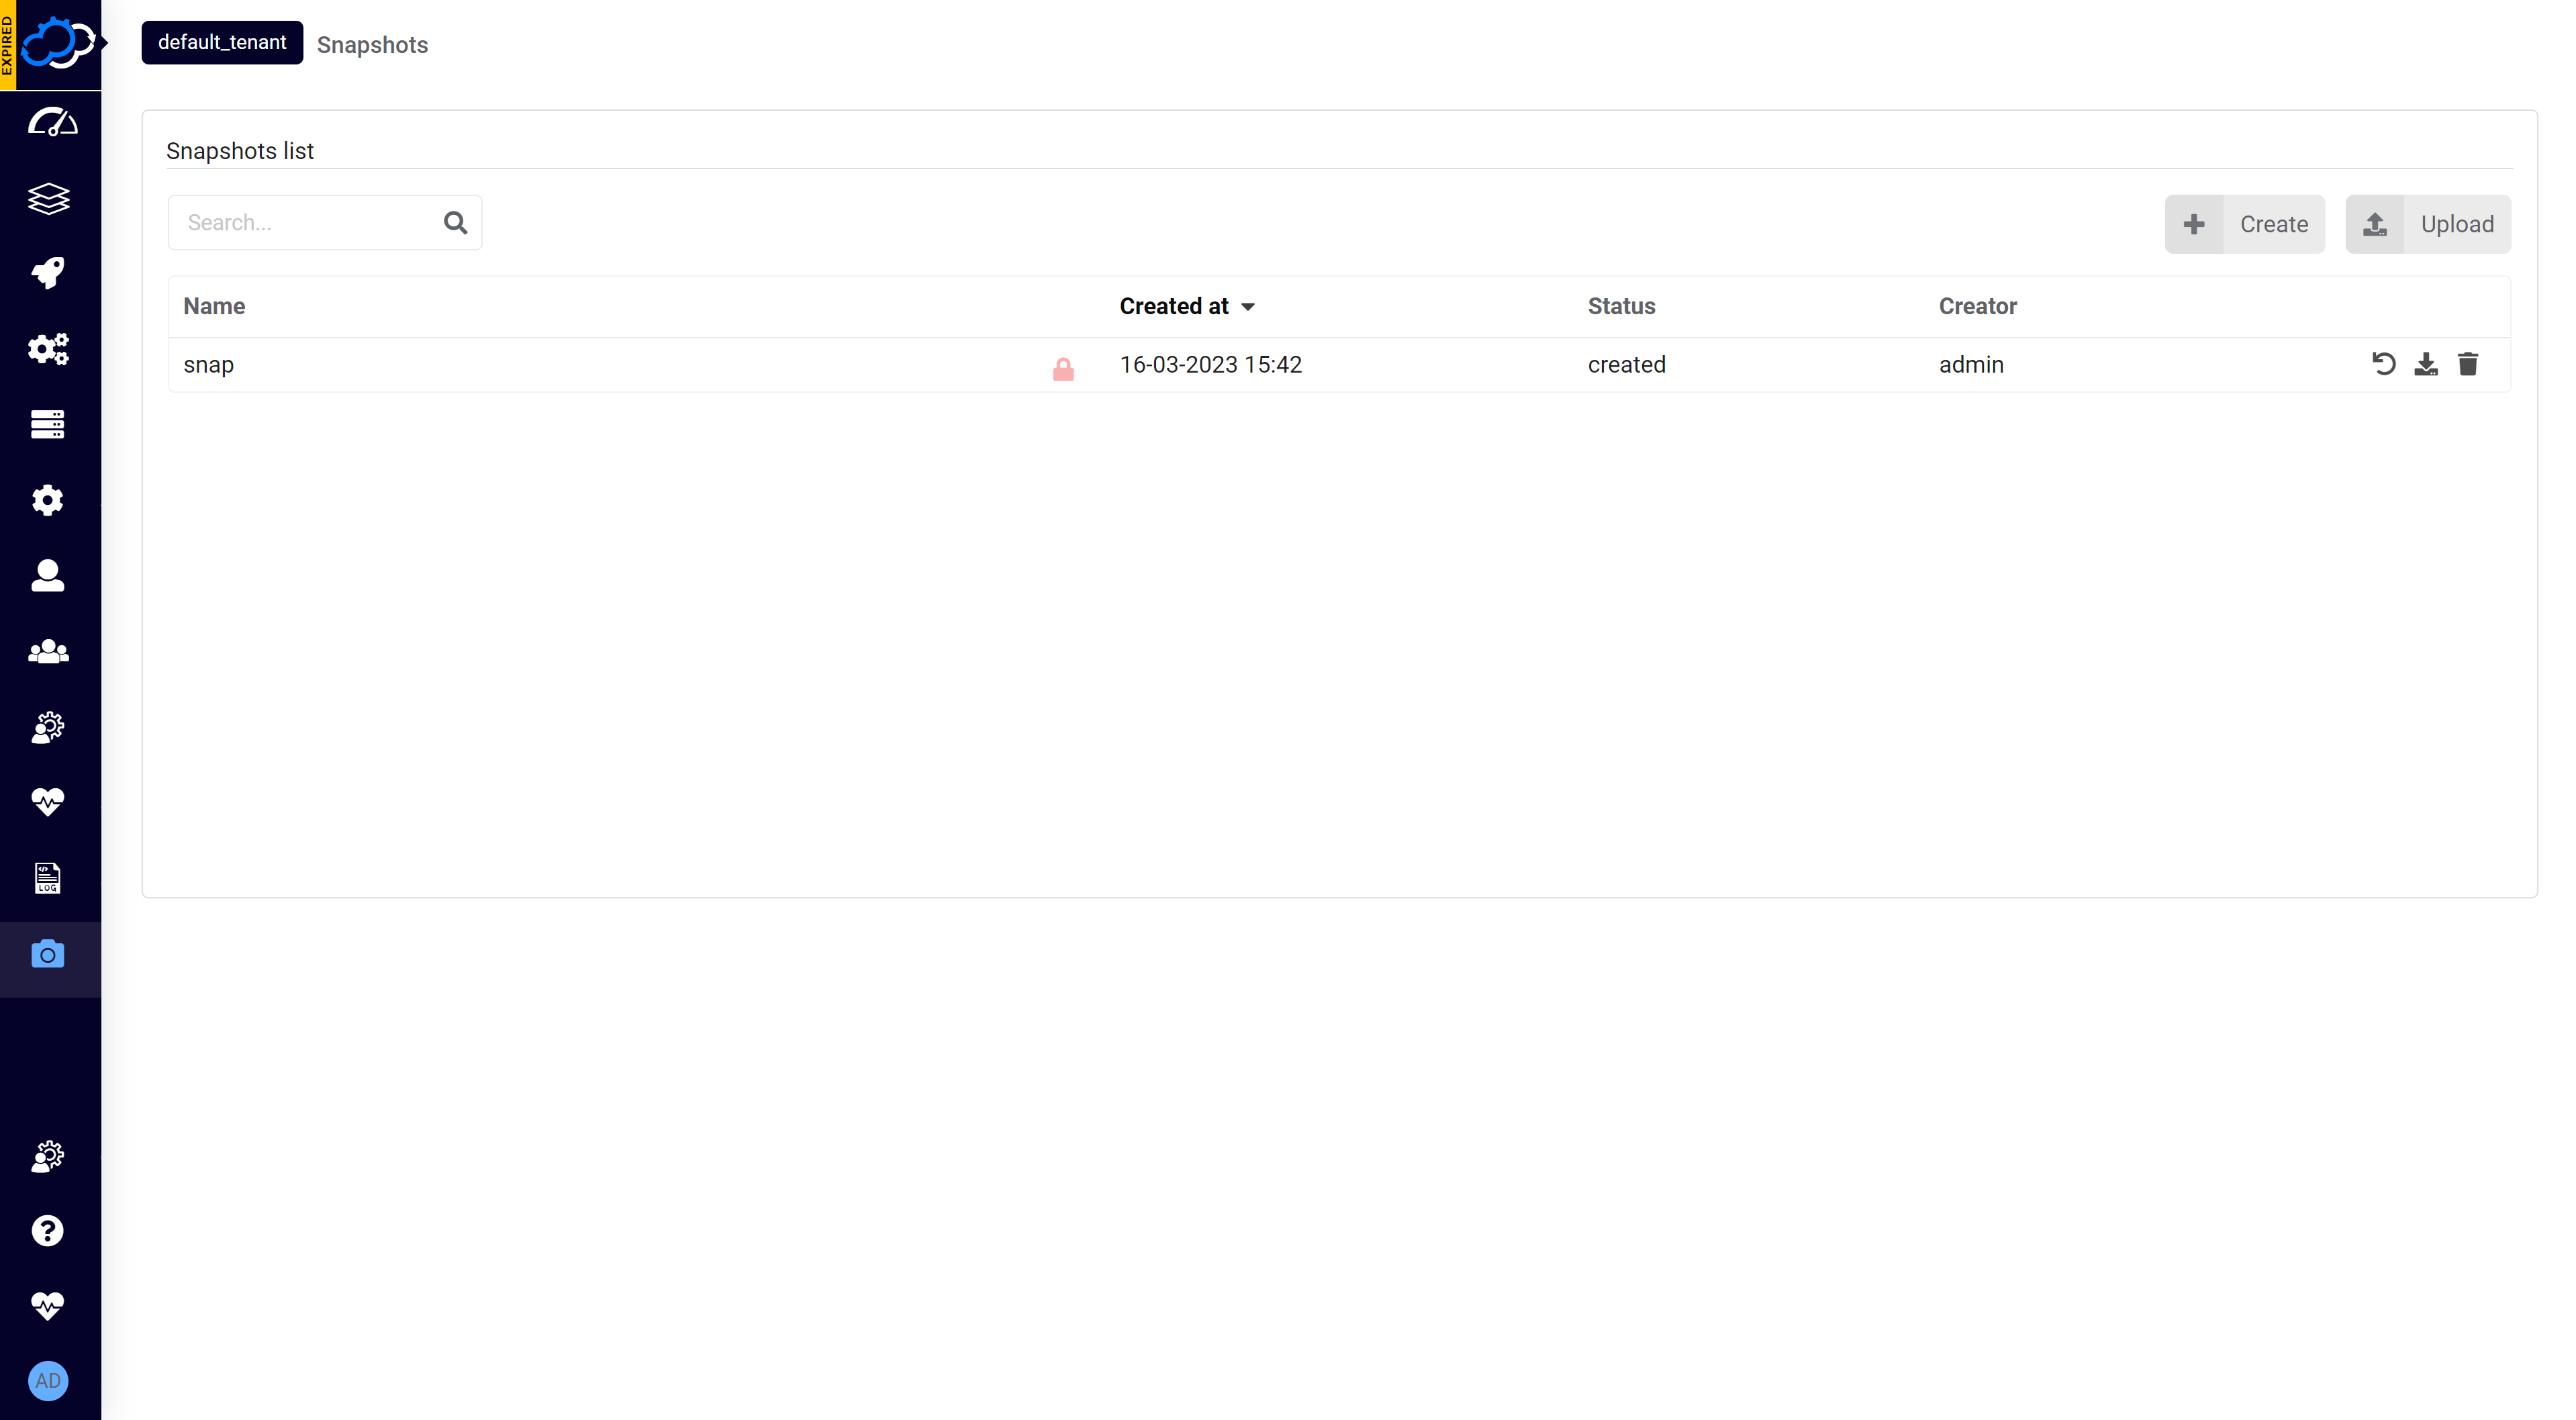 EXPIRED
default_tenant Snapshots
Snapshots list
Search...
Create Upload
Name Created at Status Creator
snap 16-03-2023 15:42 created admin
LOG
AD